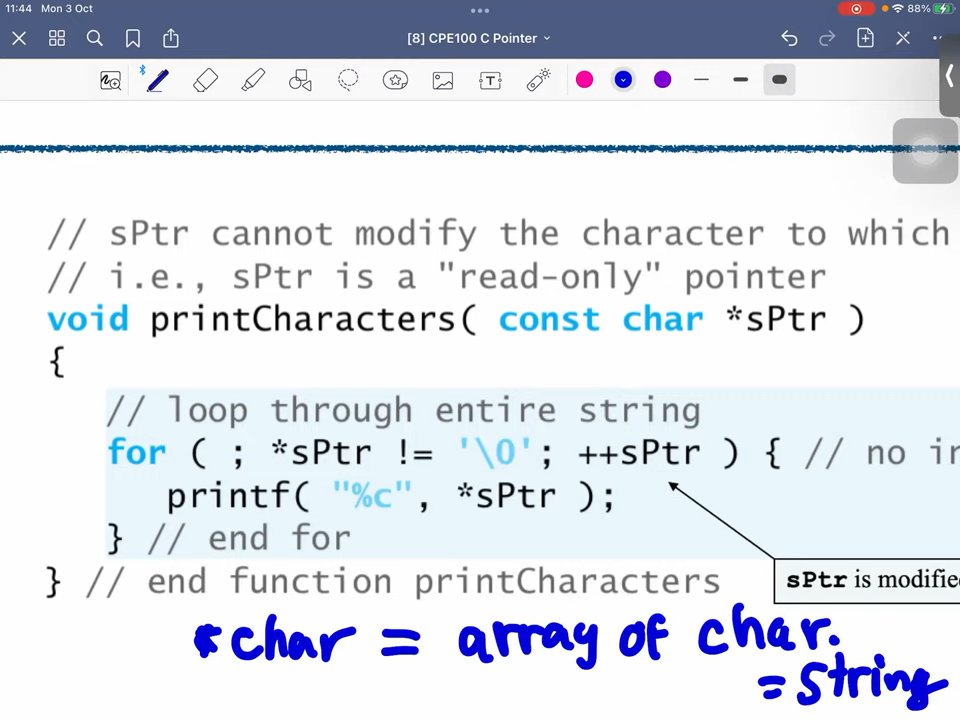 11:44 Mon 3 Oct
88%
[8] CPE100 C Pointer
// sPtr cannot modify the character to which
// i.e., sPtr is a "read-only" pointer
void printCharacters( const char *sPtr )
{
// loop through entire string
for ( ; *sPtr != '\0'; ++sPtr ) { // no in
printf( "%c", *sPtr );
} // end for
} // end function printCharacters
sPtr is modified
*char = array of char.
= string